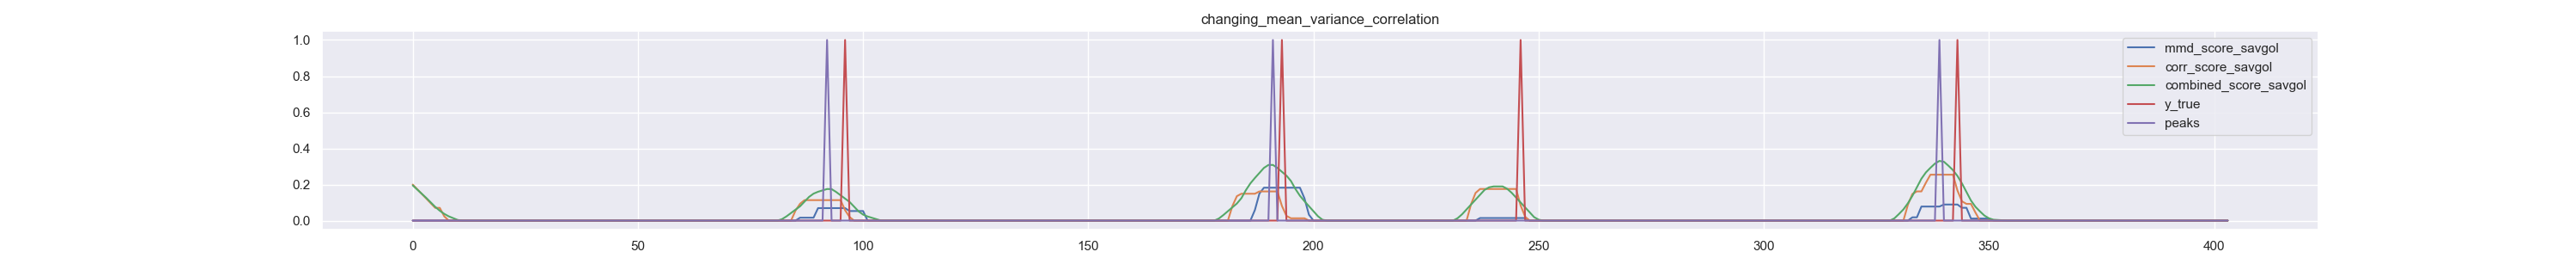 changing_mean_variance_correlation
1.0
0.8
0.6
0.4
0.2
0.0
mmd_score_savgol
corr_score_savgol
combined_score_savgol
y_true
peaks
0 50 100 150 200 250 300 350 400